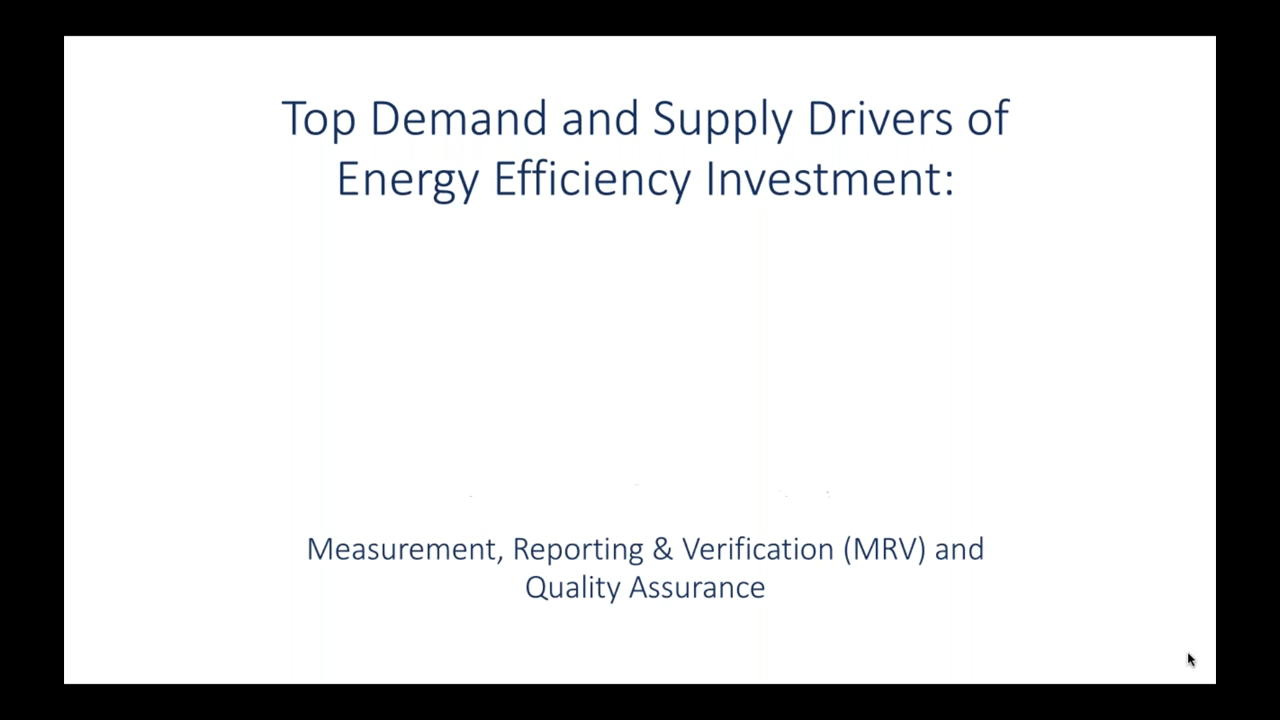 Top Demand and Supply Drivers of
Energy Efficiency Investment:
Measurement, Reporting & Verification (MRV) and
Quality Assurance